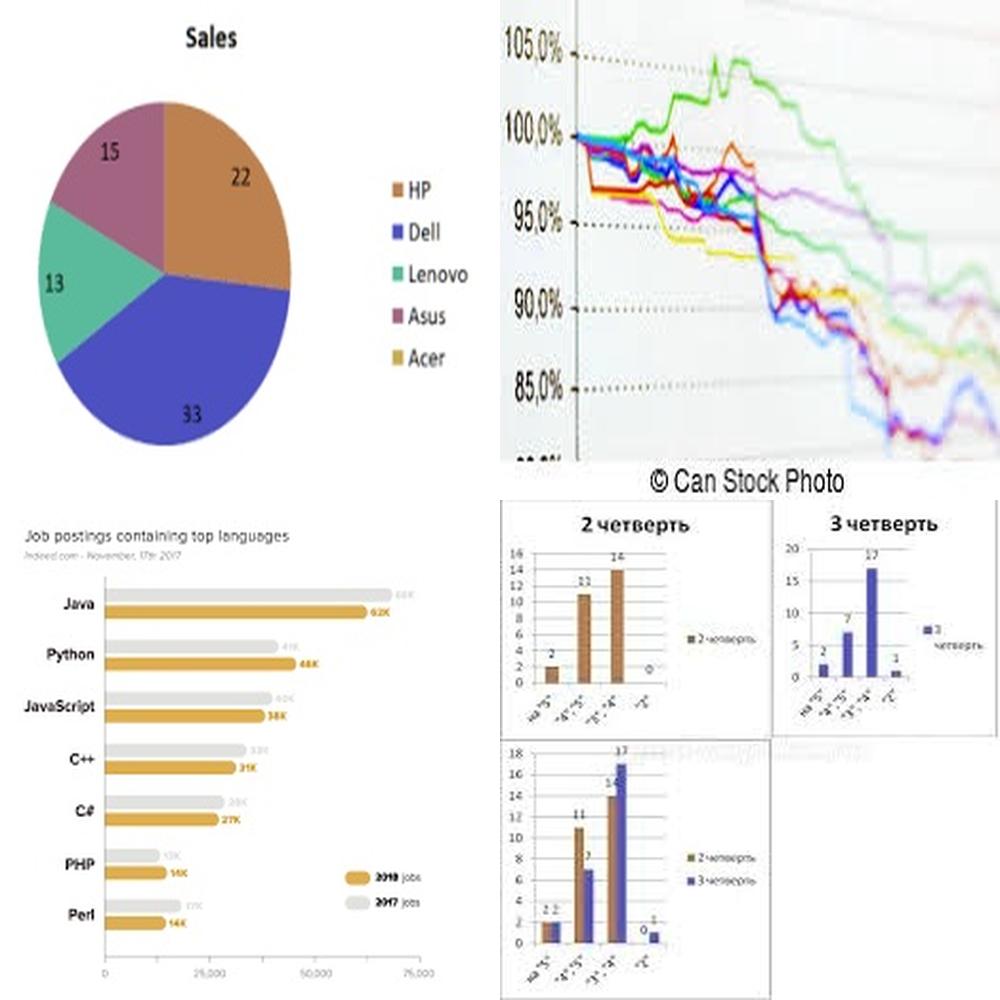 Sales
15
22
13
33
HP
Dell
Lenovo
Asus
Acer
105,0%
100,0%
95,0%
90,0%
85,0%
© Can Stock Photo
Job postings containing top languages
Indeed.com - November, 17th 2017
Java
62K
Python
41K
46K
JavaScript
38K
C++
31K
C#
27K
PHP
14K
Perl
14K
2018 jobs
2017 jobs
0
25,000
50,000
75,000
2 четверть
16
14
12
10
8
6
4
2
0
2
11
14
0
на "5"
"4", "5"
"3", "4"
"2"
2 четверть
3 четверть
20
15
10
5
0
2
7
17
1
на "5"
"4", "5"
"3", "4"
"2"
3
четверть
18
16
14
12
10
8
6
4
2
0
2 2
11
7
14
17
0
1
на "5"
"4", "5"
"3", "4"
"2"
2 четверть
3 четверть